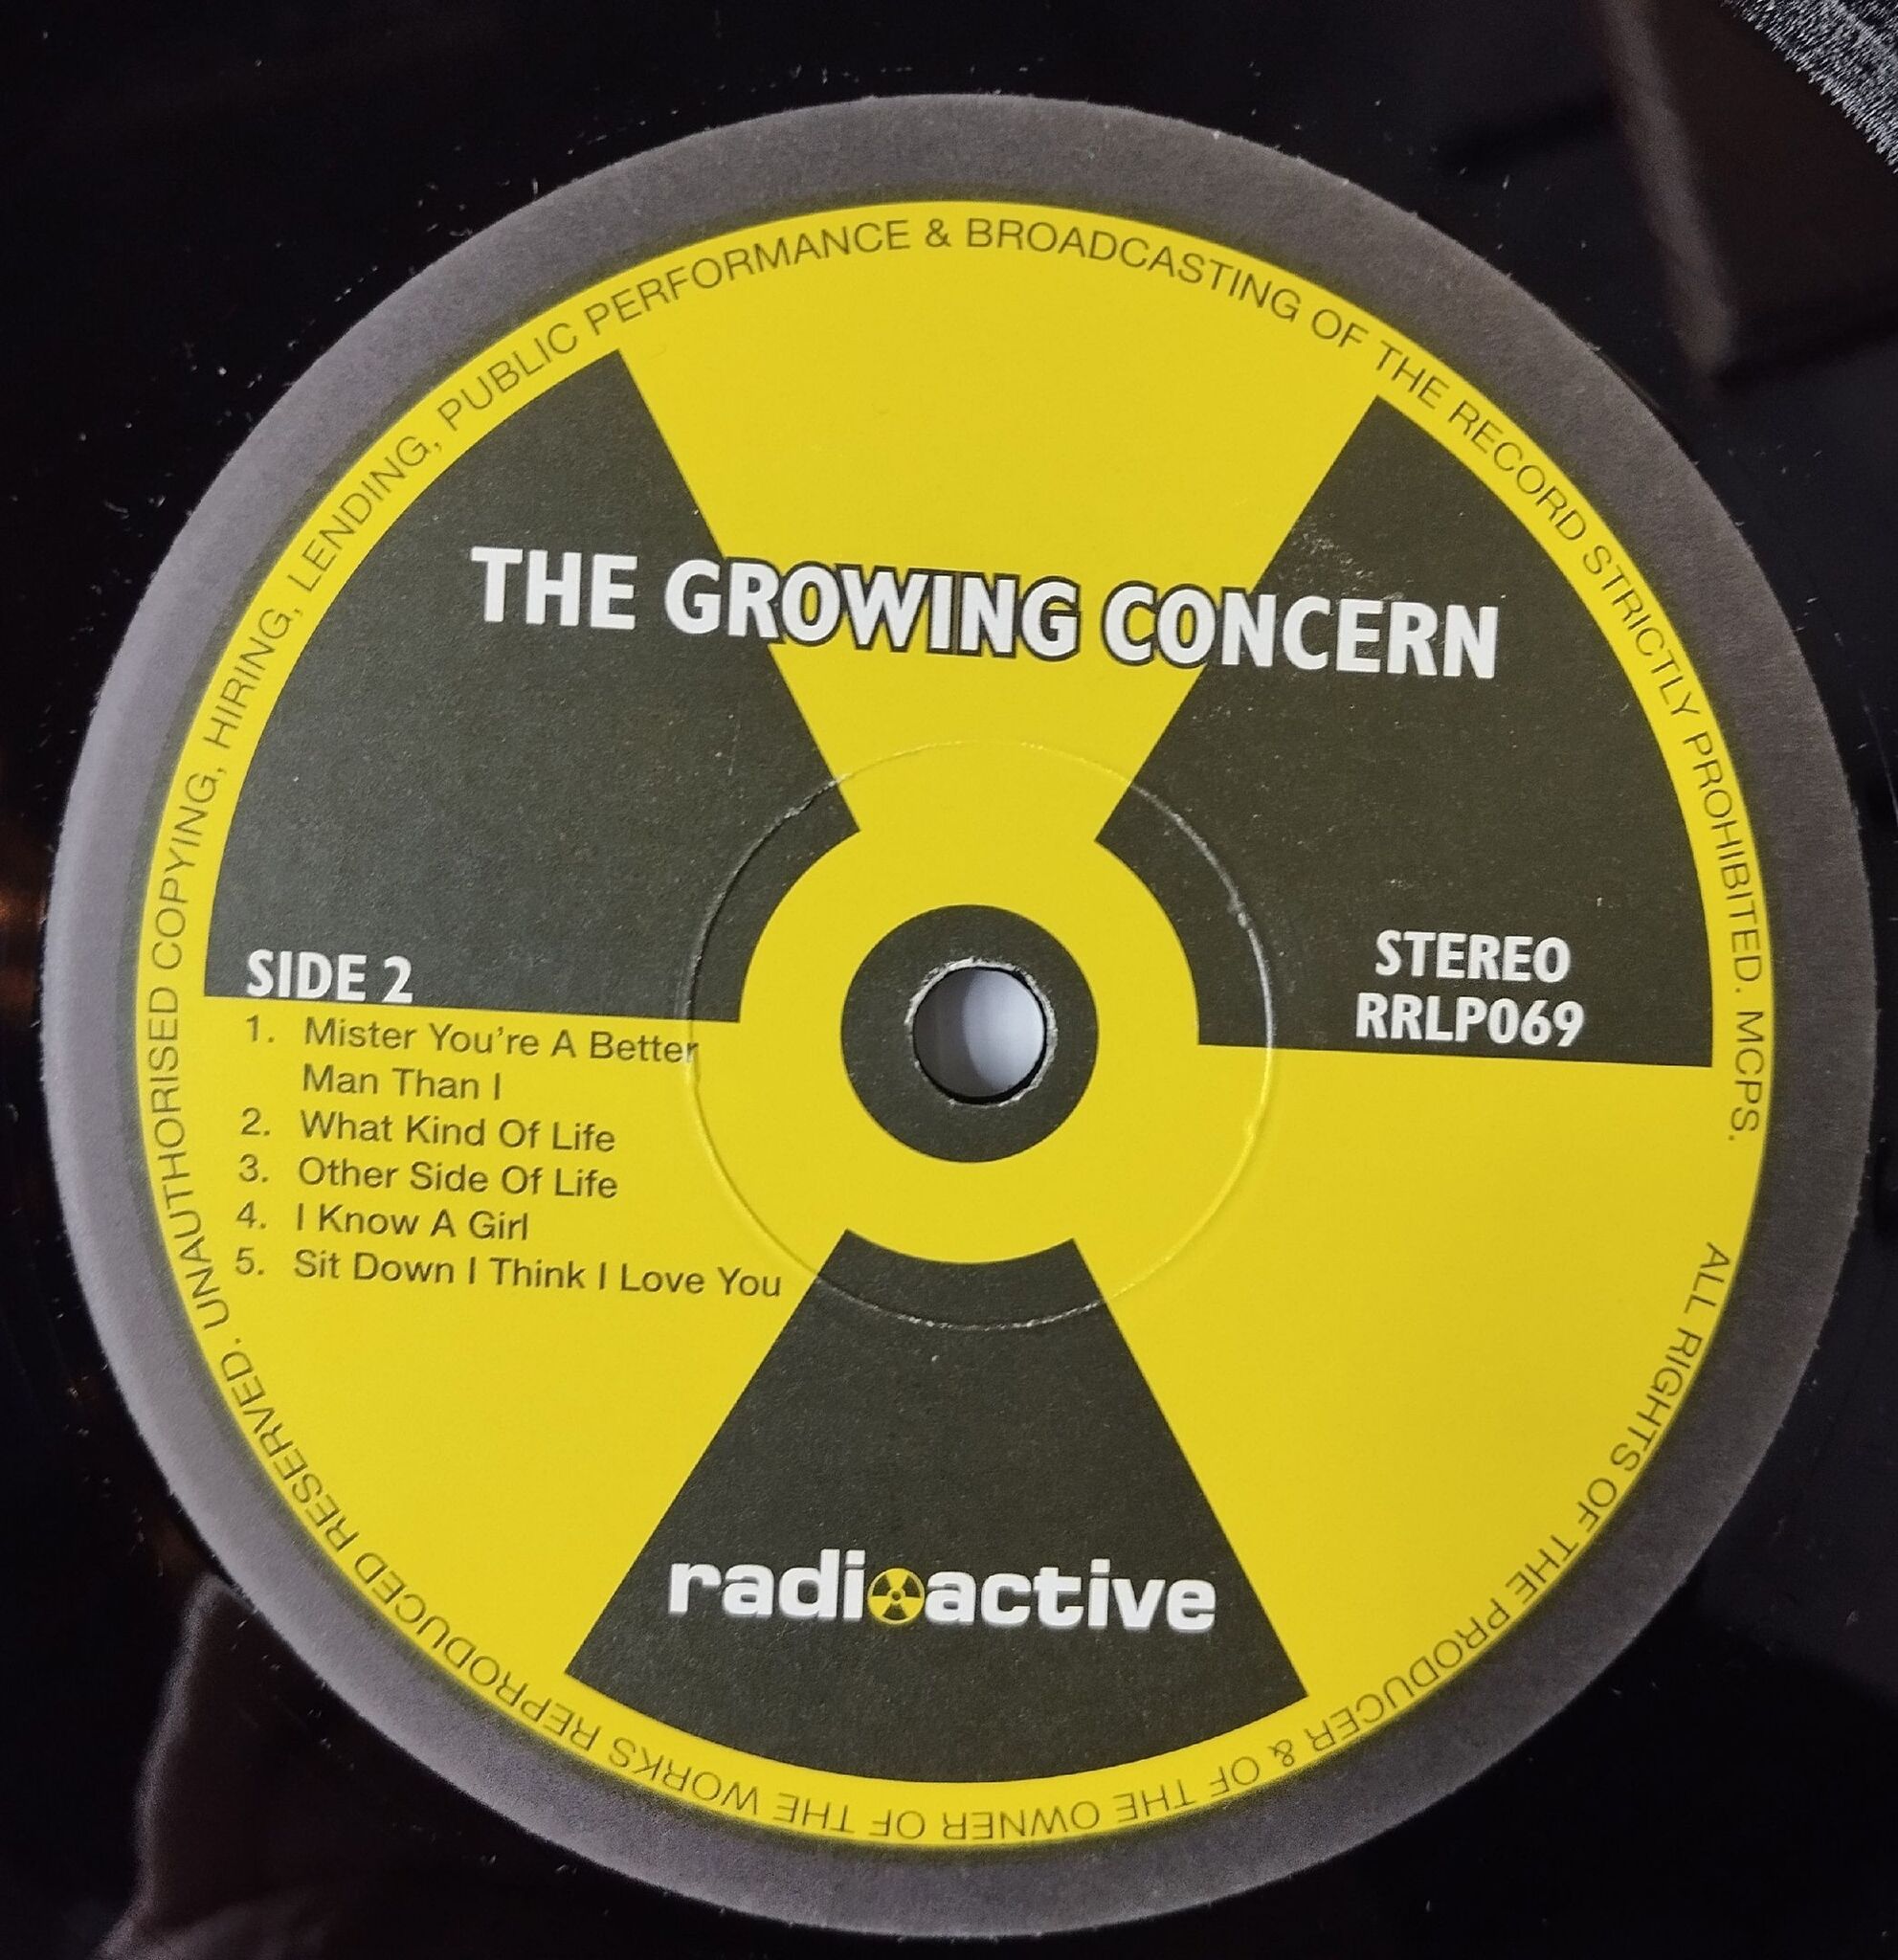 ALL RIGHTS OF THE PRODUCER & OF THE OWNER OF THE WORKS REPRODUCED RESERVED. UNAUTHORISED COPYING, HIRING, LENDING, PUBLIC PERFORMANCE & BROADCASTING OF THE RECORD STRICTLY PROHIBITED. MCPS.
THE GROWING CONCERN
SIDE 2
STEREO
RRLP069
1. Mister You're A Better
Man Than I
2. What Kind Of Life
3. Other Side Of Life
4. I Know A Girl
5. Sit Down I Think I Love You
radioactive